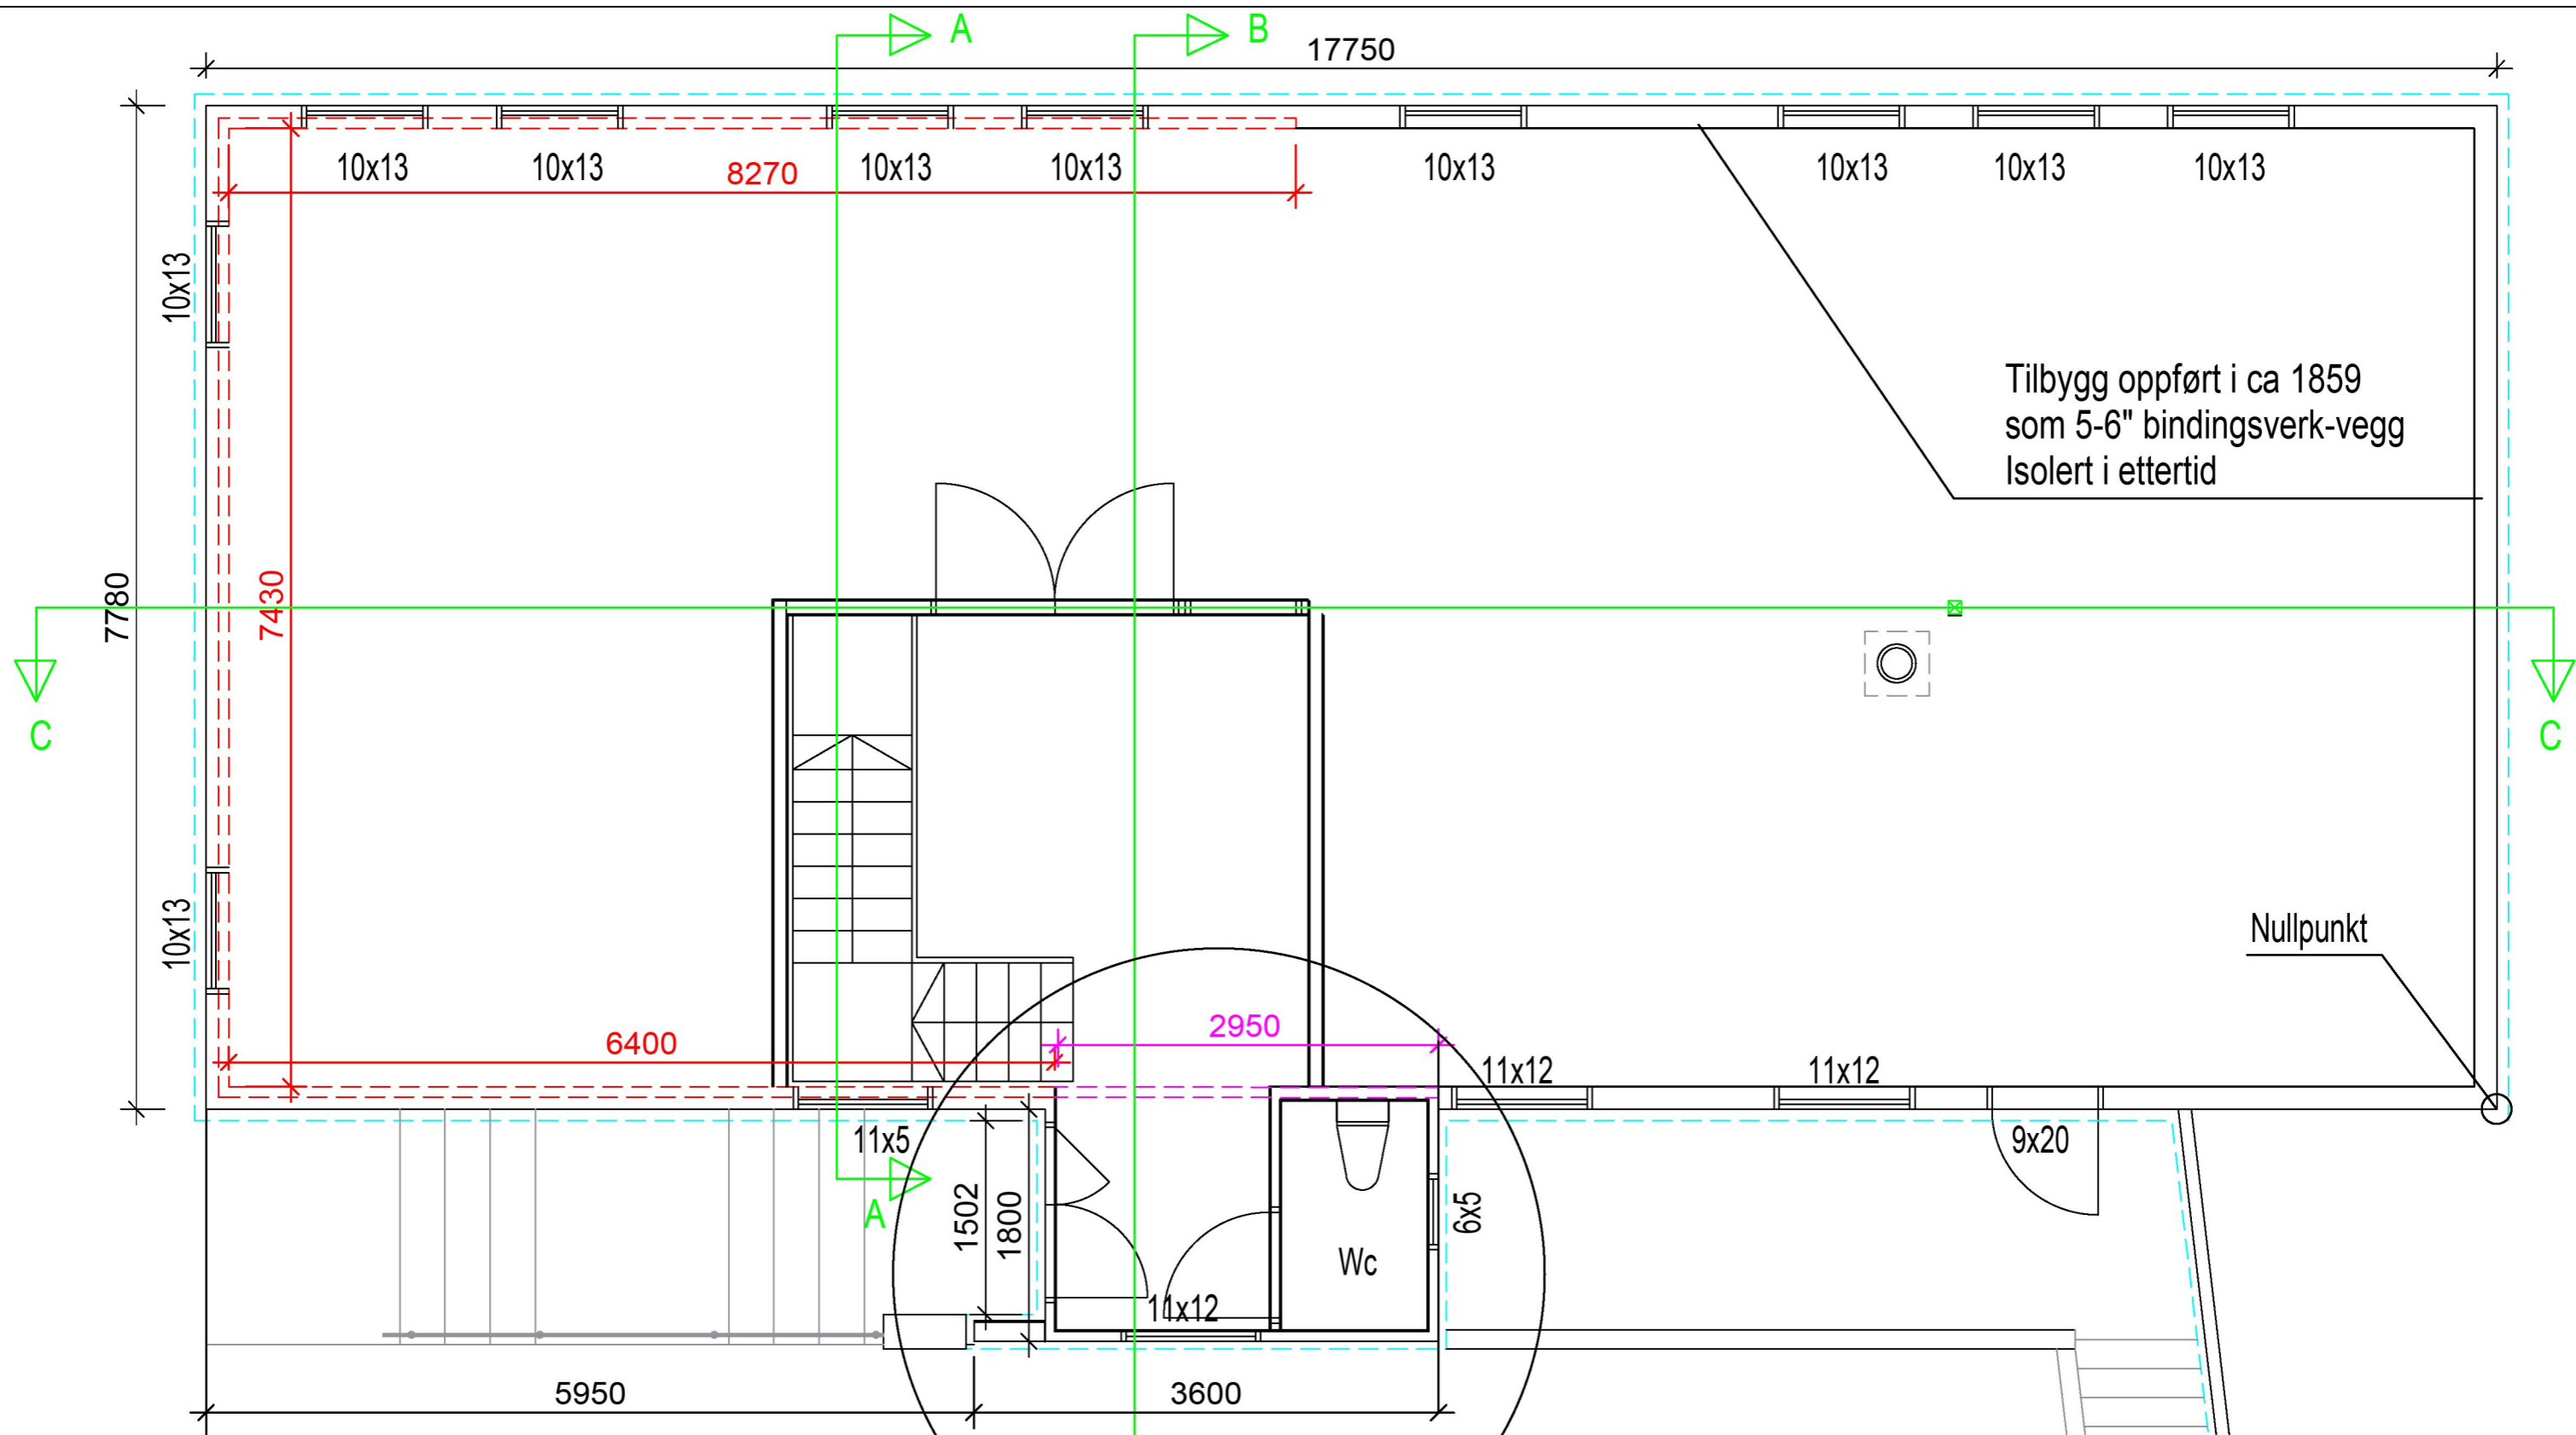 A
B
17750
10x13
10x13
8270
10x13
10x13
10x13
10x13
10x13
10x13
10x13
Tilbygg oppført i ca 1859
som 5-6" bindingsverk-vegg
Isolert i ettertid
7780
7430
C
C
10x13
Nullpunkt
6400
2950
11x12
11x12
11x5
9x20
1502
1800
A
6x5
Wc
11x12
5950
3600